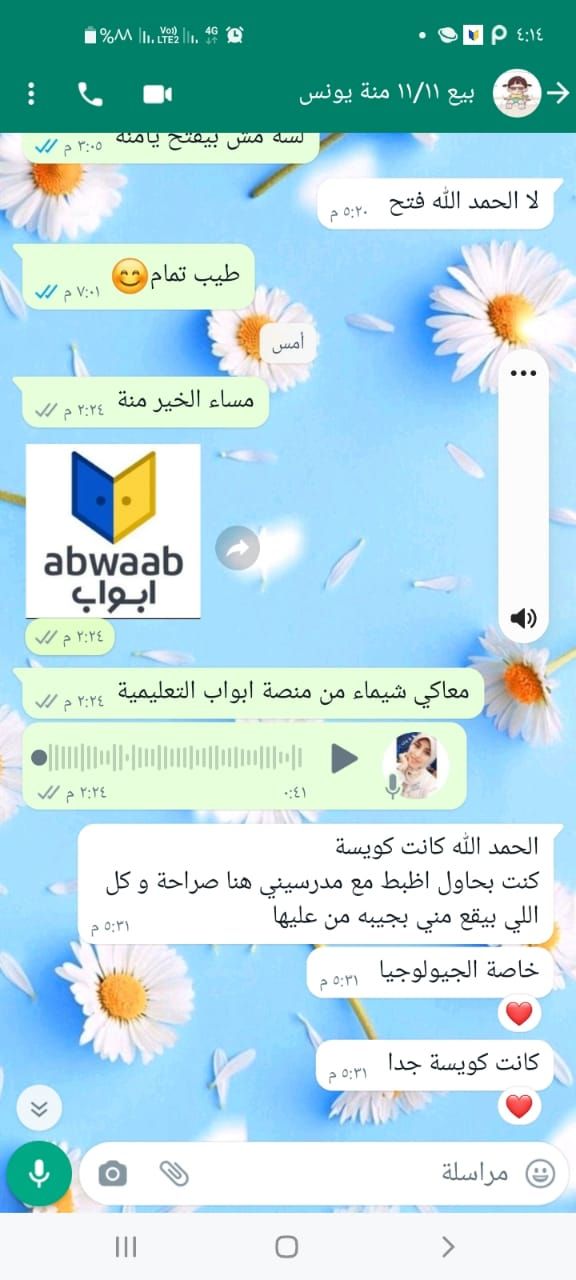 ٤:١٤
%٨٨
Vo))
LTE2
4G
بيع ١١/١١ منة يونس
لسه مش بيفتح يامنة
٣:٠٥ م
لا الحمد الله فتح
٥:٢٠ م
طيب تمام😊
٧:٠١ م
أمس
مساء الخير منة
٢:٢٤ م
abwaab
ابواب
٢:٢٤ م
معاكي شيماء من منصة ابواب التعليمية
٢:٢٤ م
٠:٤١
٢:٢٤ م
الحمد الله كانت كويسة
كنت بحاول اظبط مع مدرسيني هنا صراحة و كل
اللي بيقع مني بجيبه من عليها
٥:٣١ م
خاصة الجيولوجيا
٥:٣١ م
كانت كويسة جدا
٥:٣١ م
مراسلة